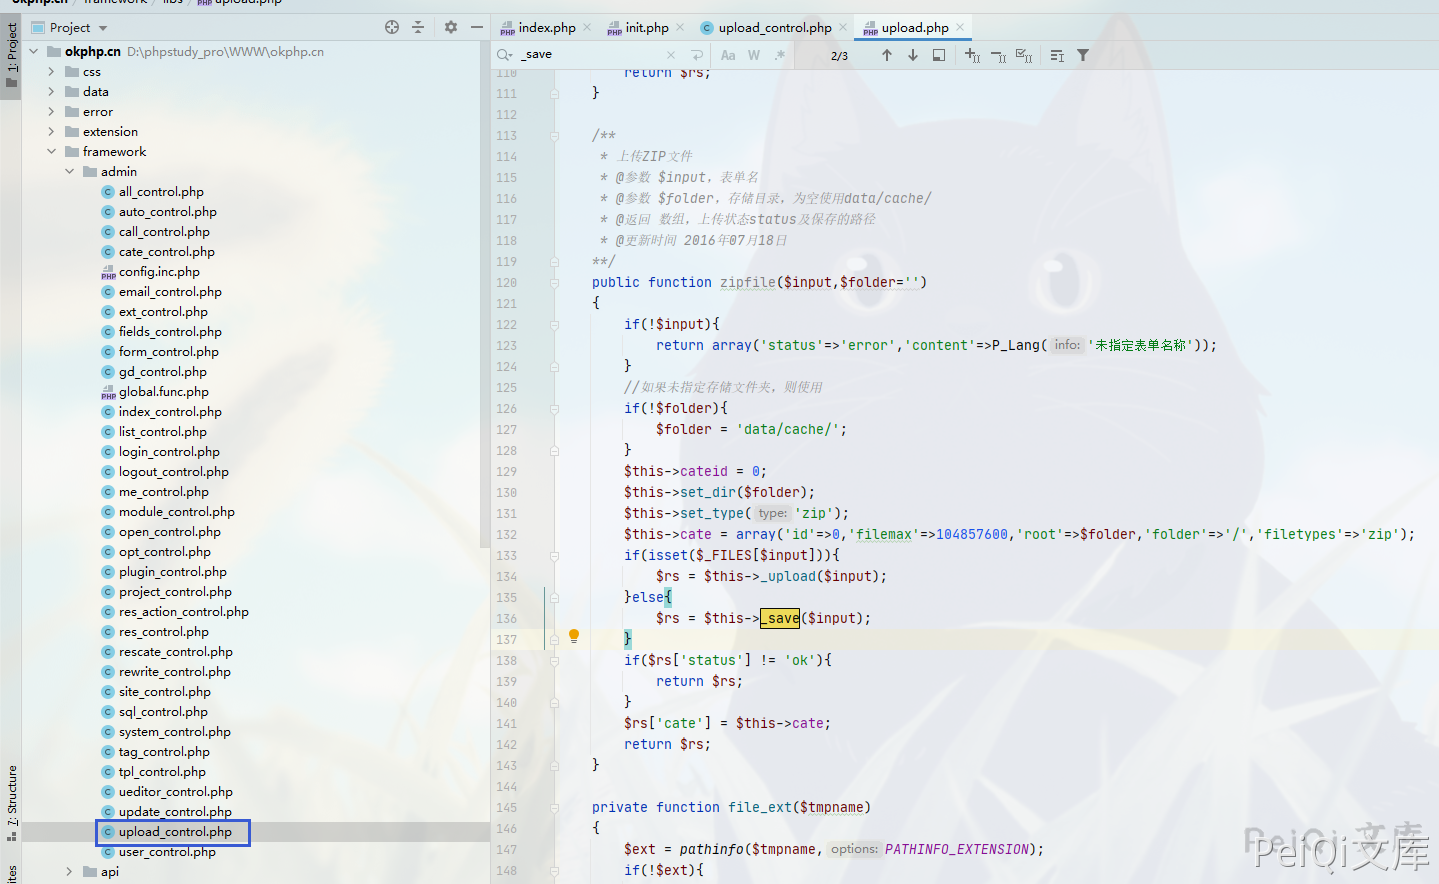 okphp.cn framework libs upload.php
Project
index.php
init.php
upload_control.php
upload.php
1: Project
okphp.cn D:\phpstudy_pro\WWW\okphp.cn
css
data
error
extension
framework
admin
all_control.php
auto_control.php
call_control.php
cate_control.php
config.inc.php
email_control.php
ext_control.php
fields_control.php
form_control.php
gd_control.php
global.func.php
index_control.php
list_control.php
login_control.php
logout_control.php
me_control.php
module_control.php
open_control.php
opt_control.php
plugin_control.php
project_control.php
res_action_control.php
res_control.php
rescate_control.php
rewrite_control.php
site_control.php
sql_control.php
system_control.php
tag_control.php
tpl_control.php
ueditor_control.php
update_control.php
upload_control.php
user_control.php
api
7: Structure
_save
Aa W .* 2/3
110 return $rs;
111 }
112
113 /**
114 * 上传ZIP文件
115 * @参数 $input，表单名
116 * @参数 $folder，存储目录，为空使用data/cache/
117 * @返回 数组，上传状态status及保存的路径
118 * @更新时间 2016年07月18日
119 **/
120 public function zipfile($input,$folder='')
121 {
122 if(!$input){
123 return array('status'=>'error','content'=>P_Lang( info: '未指定表单名称'));
124 }
125 //如果未指定存储文件夹，则使用
126 if(!$folder){
127 $folder = 'data/cache/';
128 }
129 $this->cateid = 0;
130 $this->set_dir($folder);
131 $this->set_type( type: 'zip');
132 $this->cate = array('id'=>0,'filemax'=>104857600,'root'=>$folder,'folder'=>'/','filetypes'=>'zip');
133 if(isset($_FILES[$input])){
134 $rs = $this->_upload($input);
135 }else{
136 $rs = $this->_save($input);
137 }
138 if($rs['status'] != 'ok'){
139 return $rs;
140 }
141 $rs['cate'] = $this->cate;
142 return $rs;
143 }
144
145 private function file_ext($tmpname)
146 {
147 $ext = pathinfo($tmpname, options: PATHINFO_EXTENSION);
148 if(!$ext){
PeiQi文库
PeiQi文库